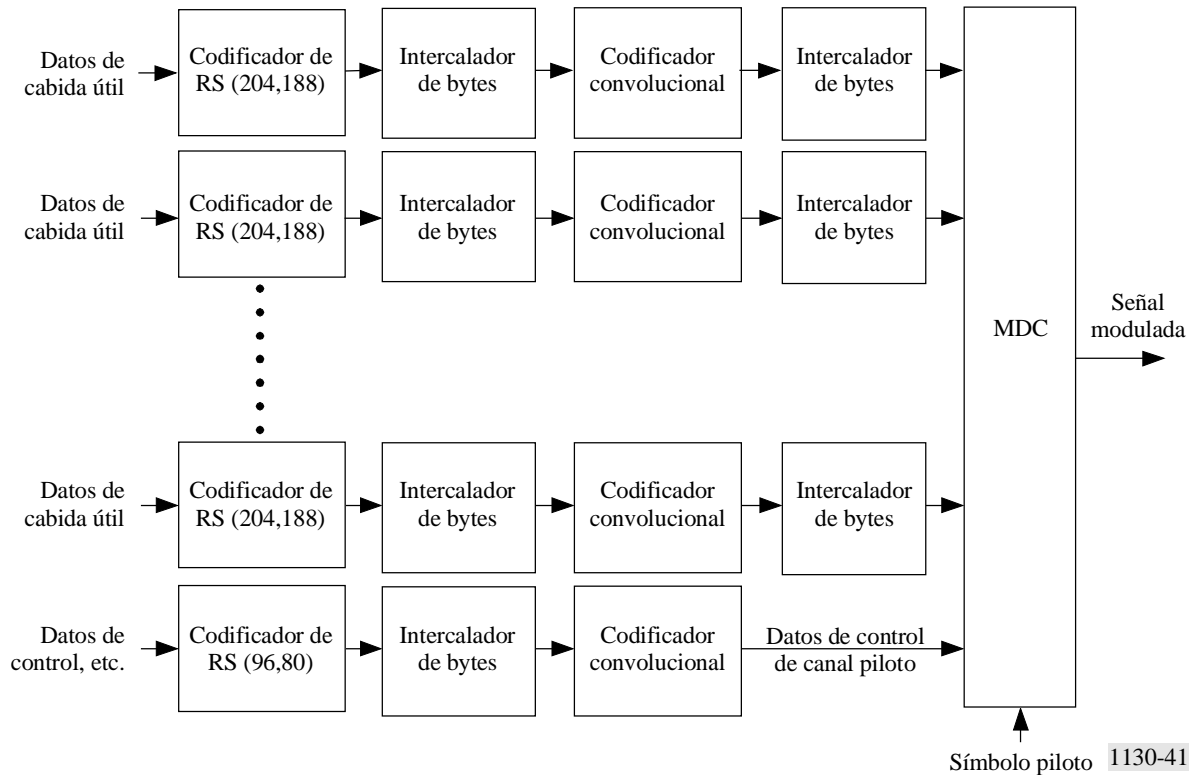 Datos de
cabida útil
Codificador de
RS (204,188)
Intercalador
de bytes
Codificador
convolucional
Intercalador
de bytes
Datos de
cabida útil
Codificador de
RS (204,188)
Intercalador
de bytes
Codificador
convolucional
Intercalador
de bytes
MDC
Señal
modulada
Datos de
cabida útil
Codificador de
RS (204,188)
Intercalador
de bytes
Codificador
convolucional
Intercalador
de bytes
Datos de
control, etc.
Codificador de
RS (96,80)
Intercalador
de bytes
Codificador
convolucional
Datos de control
de canal piloto
Símbolo piloto
1130-41